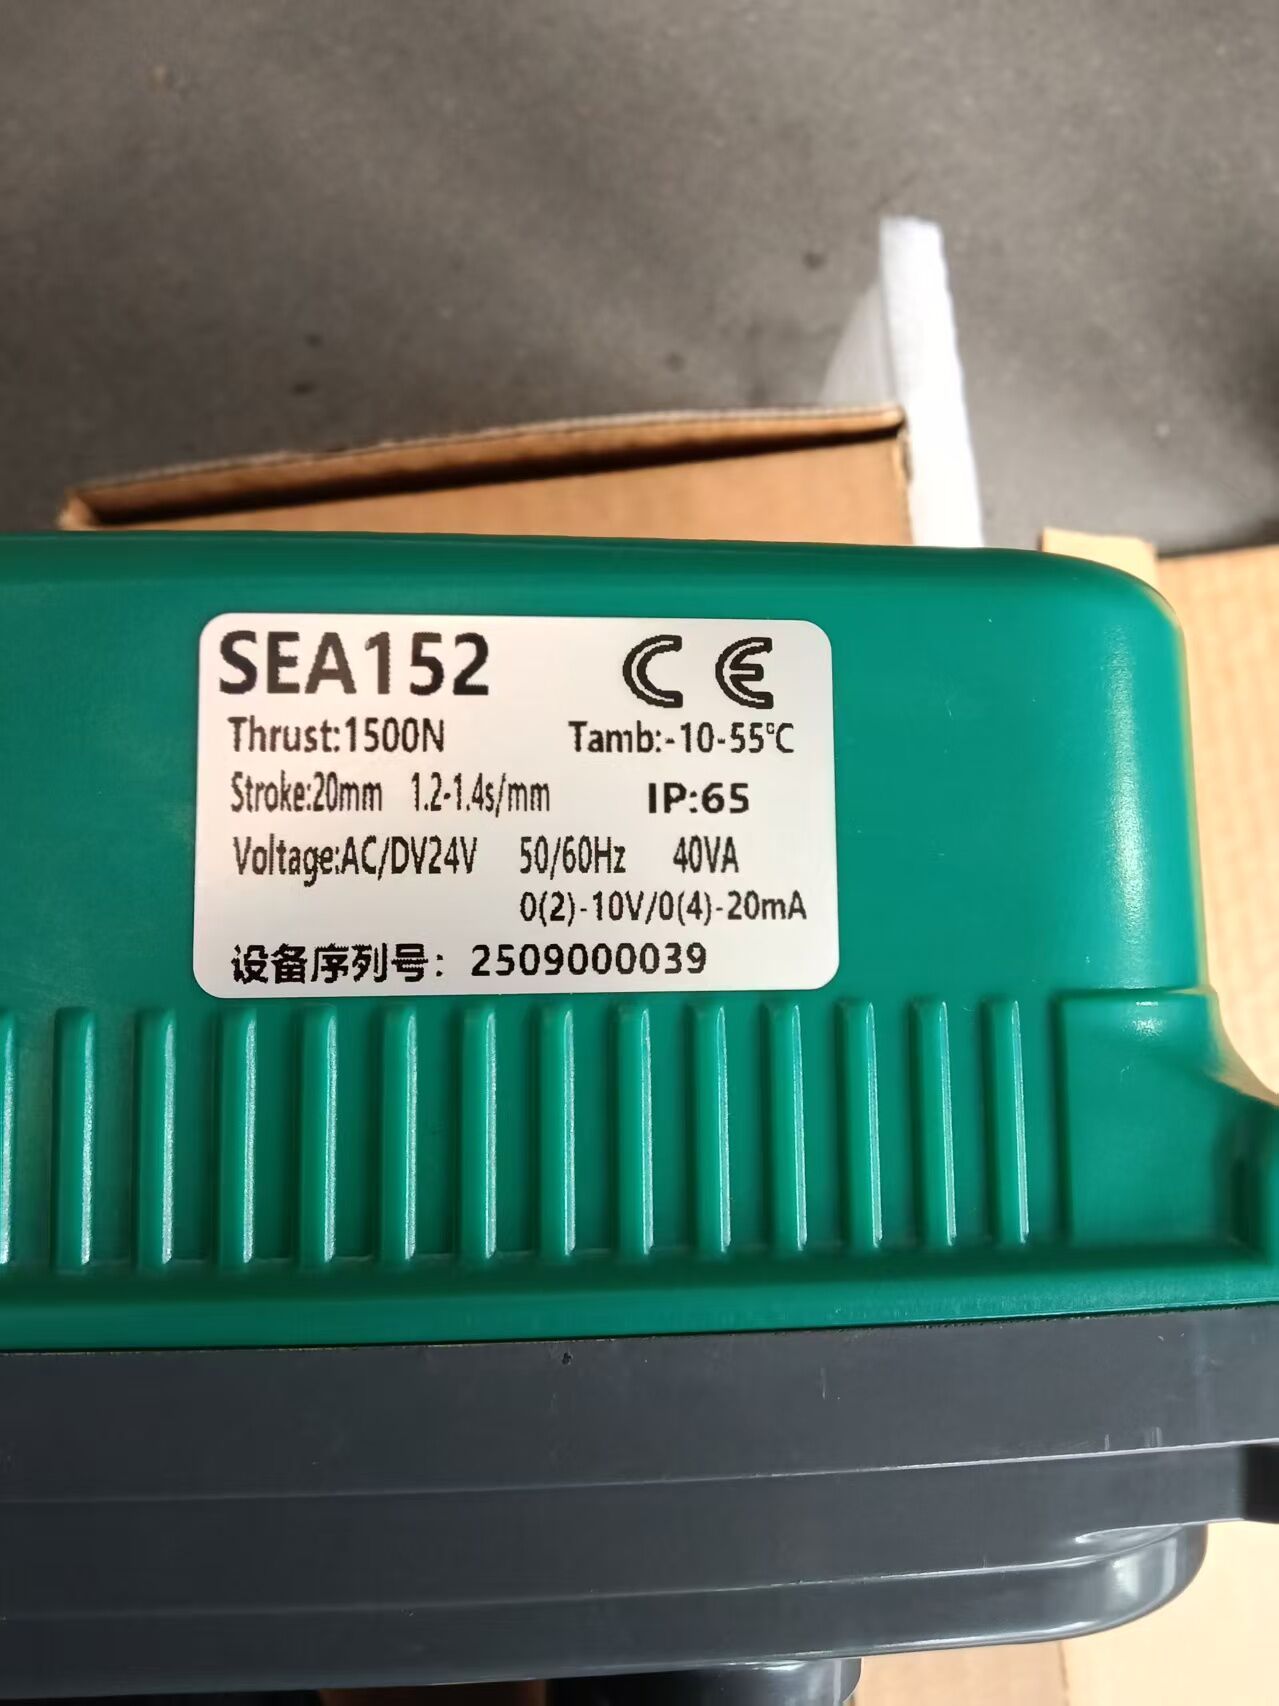 SEA152 CE
Thrust:1500N Tamb:-10-55℃
Stroke:20mm 1.2-1.4s/mm IP:65
Voltage:AC/DV24V 50/60Hz 40VA
0(2)-10V/0(4)-20mA
设备序列号：2509000039